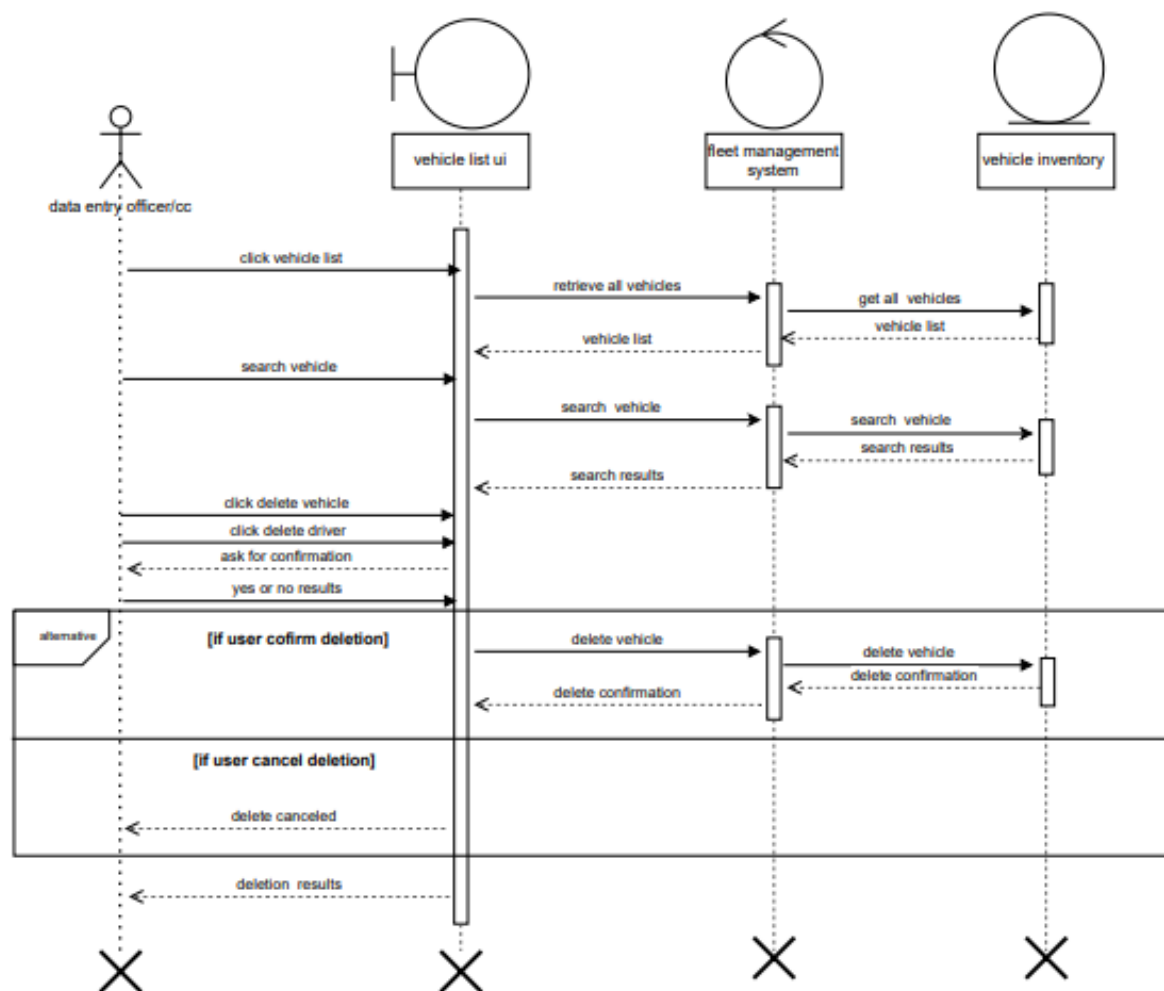 vehicle list ui
fleet management
system
vehicle inventory
data entry officer/cc
click vehicle list
retrieve all vehicles
get all vehicles
vehicle list
vehicle list
search vehicle
search vehicle
search vehicle
search results
search results
click delete vehicle
click delete driver
ask for confirmation
yes or no results
alternative
[if user cofirm deletion]
delete vehicle
delete vehicle
delete confirmation
delete confirmation
[if user cancel deletion]
delete canceled
deletion results